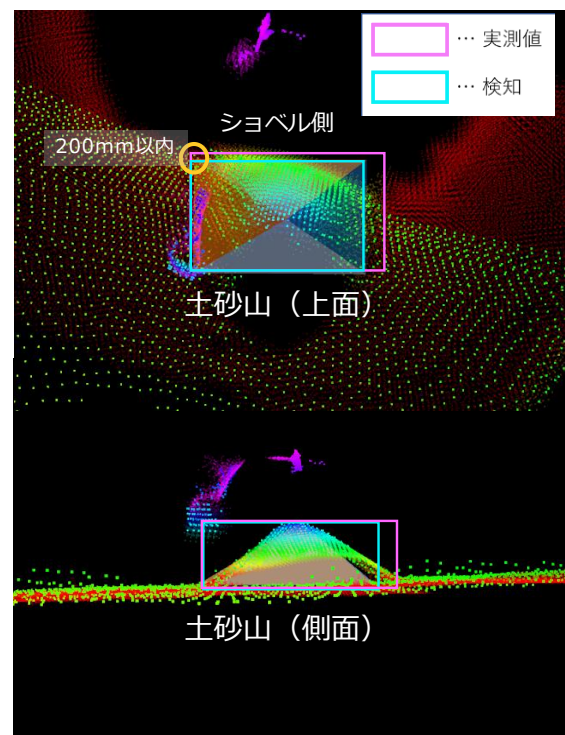 … 実測値
… 検知
ショベル側
200mm以内
土砂山（上面）
土砂山（側面）